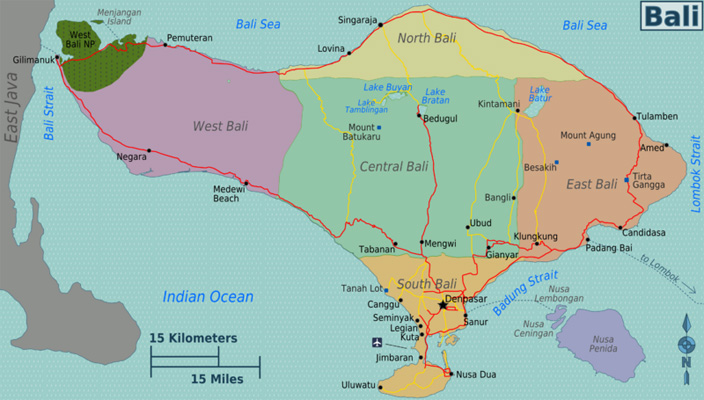 Bali
Bali Sea
Bali Sea
Menjangan
Island
West
Bali NP
Gilimanuk
Pemuteran
Singaraja
Lovina
North Bali
East Java
Bali Strait
West Bali
Negara
Medewi
Beach
Lake Buyan
Lake
Tamblingan
Lake
Bratan
Bedugul
Mount
Batukaru
Central Bali
Kintamani
Lake
Batur
Tulamben
Mount Agung
Amed
Besakih
Tirta
Gangga
East Bali
Lombok Strait
Bangli
Ubud
Klungkung
Gianyar
Candidasa
Padang Bai
to Lombok
Tabanan
Mengwi
South Bali
Tanah Lot
Denpasar
Canggu
Sanur
Seminyak
Legian
Kuta
Jimbaran
Uluwatu
Nusa Dua
Badung Strait
Nusa
Lembongan
Nusa
Ceningan
Nusa
Penida
Indian Ocean
15 Kilometers
15 Miles
N